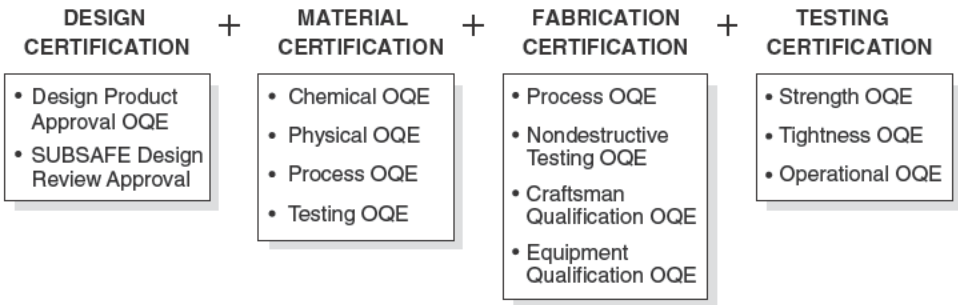 DESIGN
CERTIFICATION
+
MATERIAL
CERTIFICATION
+
FABRICATION
CERTIFICATION
+
TESTING
CERTIFICATION
• Design Product
Approval OQE
• SUBSAFE Design
Review Approval
• Chemical OQE
• Physical OQE
• Process OQE
• Testing OQE
• Process OQE
• Nondestructive
Testing OQE
• Craftsman
Qualification OQE
• Equipment
Qualification OQE
• Strength OQE
• Tightness OQE
• Operational OQE